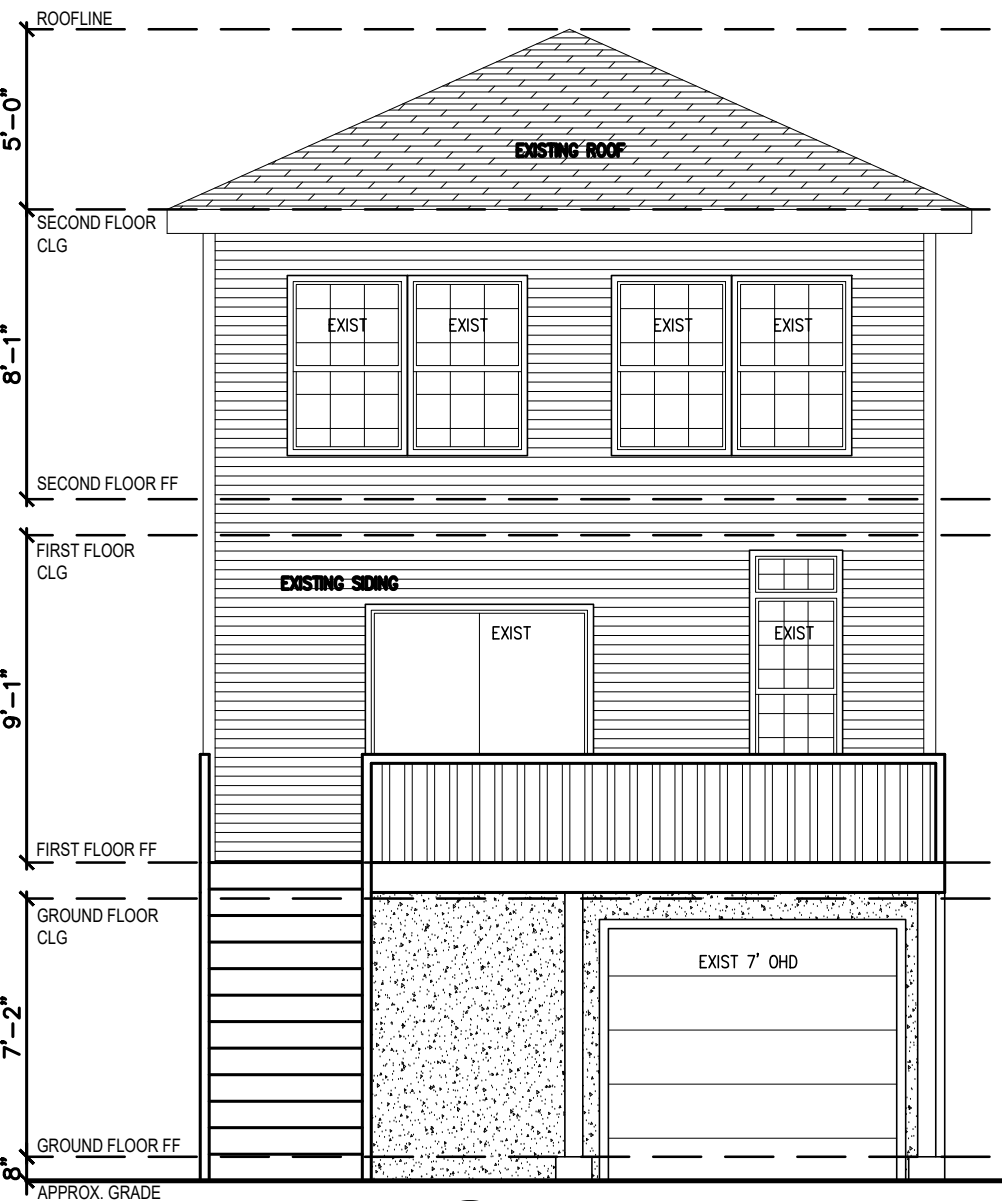 ROOFLINE
5'-0"
EXISTING ROOF
SECOND FLOOR
CLG
EXIST EXIST EXIST EXIST
8'-1"
SECOND FLOOR FF
FIRST FLOOR
CLG
EXISTING SIDING
EXIST
EXIST
9'-1"
FIRST FLOOR FF
GROUND FLOOR
CLG
EXIST 7' OHD
7'-2"
GROUND FLOOR FF
8"
APPROX. GRADE